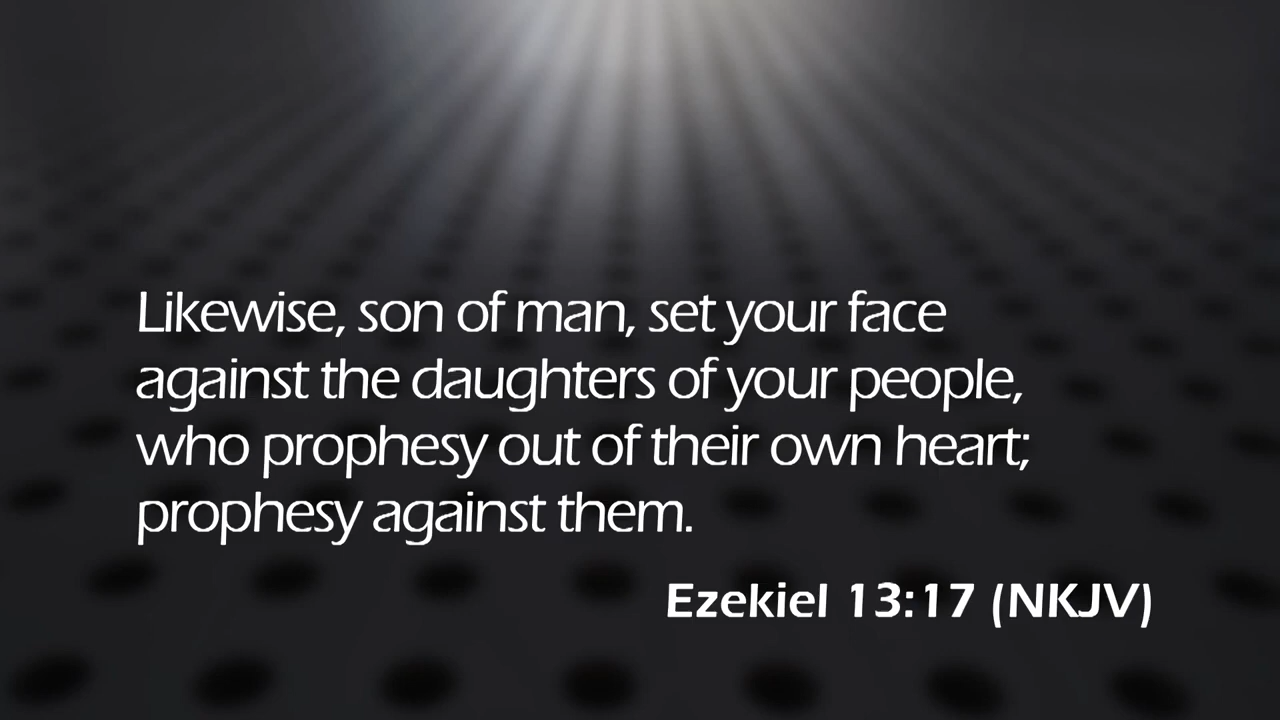 Likewise, son of man, set your face
against the daughters of your people,
who prophesy out of their own heart;
prophesy against them.
Ezekiel 13:17 (NKJV)